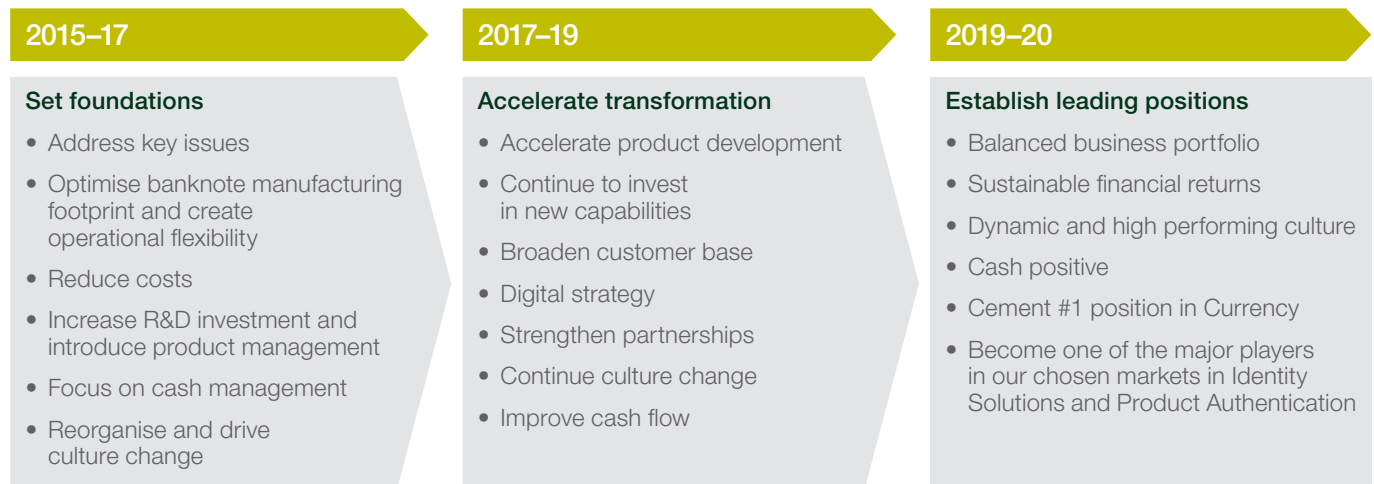 2015–17
Set foundations
• Address key issues
• Optimise banknote manufacturing
footprint and create
operational flexibility
• Reduce costs
• Increase R&D investment and
introduce product management
• Focus on cash management
• Reorganise and drive
culture change
2017–19
Accelerate transformation
• Accelerate product development
• Continue to invest
in new capabilities
• Broaden customer base
• Digital strategy
• Strengthen partnerships
• Continue culture change
• Improve cash flow
2019–20
Establish leading positions
• Balanced business portfolio
• Sustainable financial returns
• Dynamic and high performing culture
• Cash positive
• Cement #1 position in Currency
• Become one of the major players
in our chosen markets in Identity
Solutions and Product Authentication